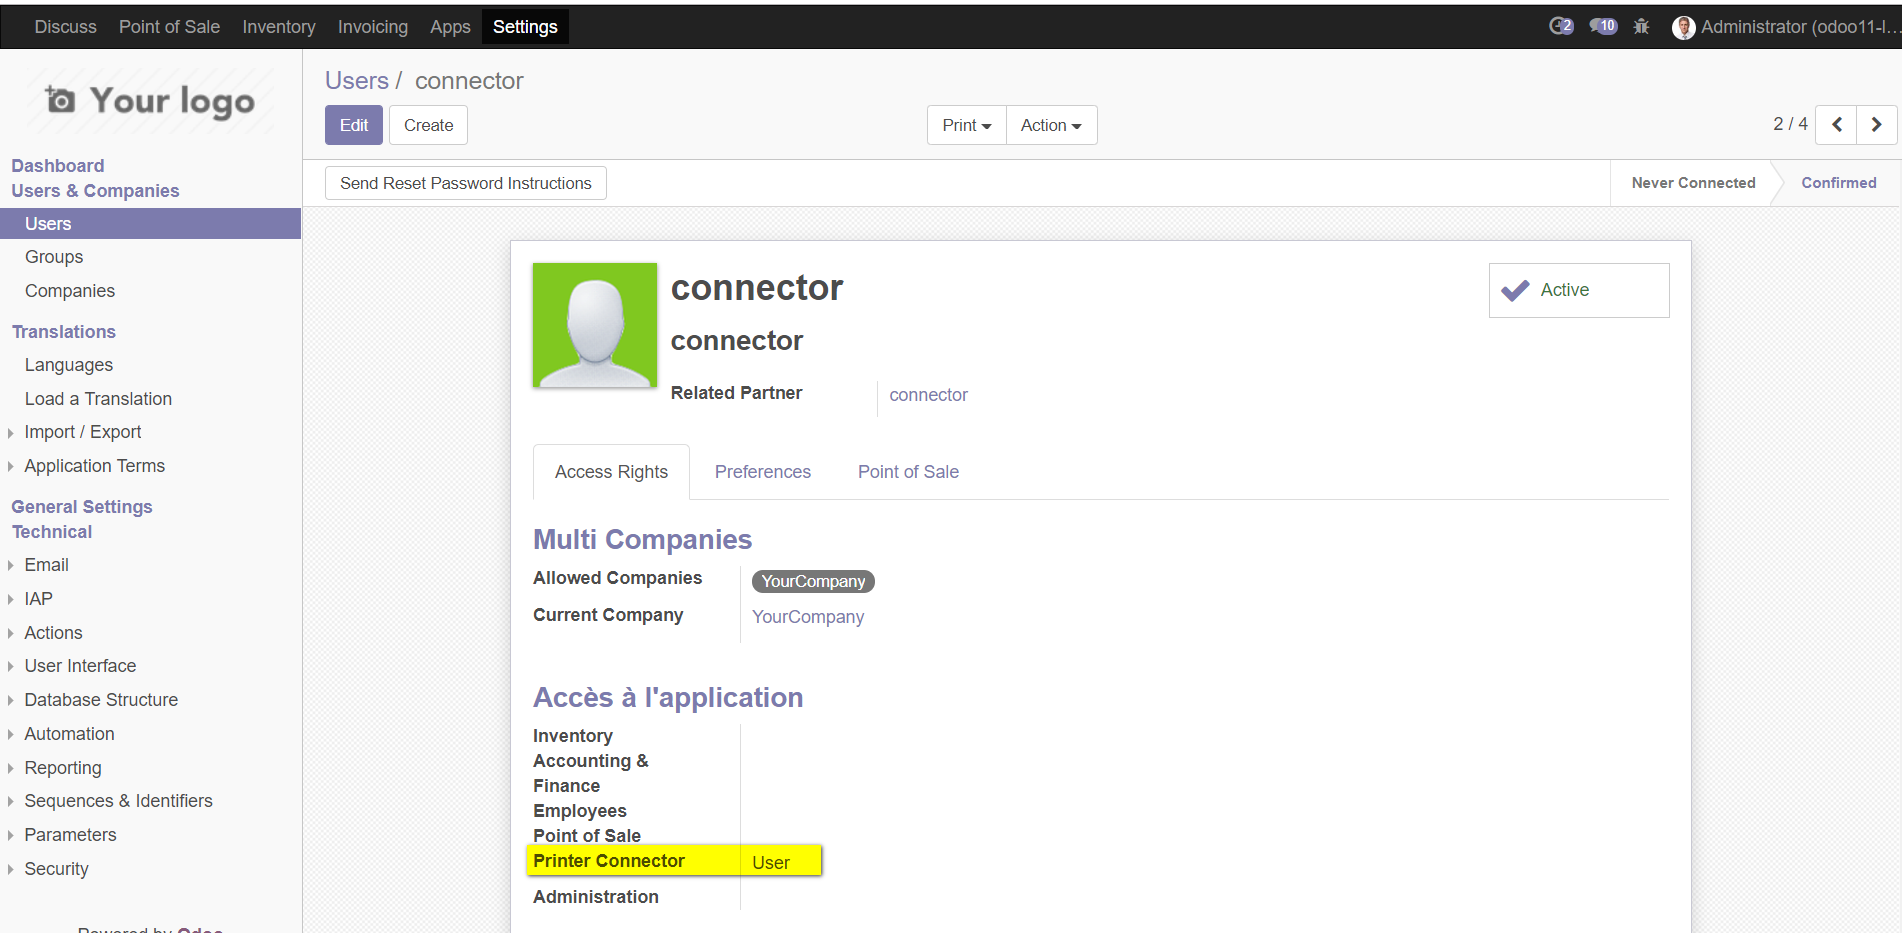 Discuss Point of Sale Inventory Invoicing Apps Settings 2 10 Administrator (odoo11-l...
Your logo
Dashboard
Users & Companies
Users
Groups
Companies
Translations
Languages
Load a Translation
Import / Export
Application Terms
General Settings
Technical
Email
IAP
Actions
User Interface
Database Structure
Automation
Reporting
Sequences & Identifiers
Parameters
Security
Powered by Odoo
Users / connector
Edit Create Print Action 2 / 4
Send Reset Password Instructions Never Connected Confirmed
connector
Active
connector
Related Partner connector
Access Rights Preferences Point of Sale
Multi Companies
Allowed Companies YourCompany
Current Company YourCompany
Accès à l'application
Inventory
Accounting &
Finance
Employees
Point of Sale
Printer Connector User
Administration